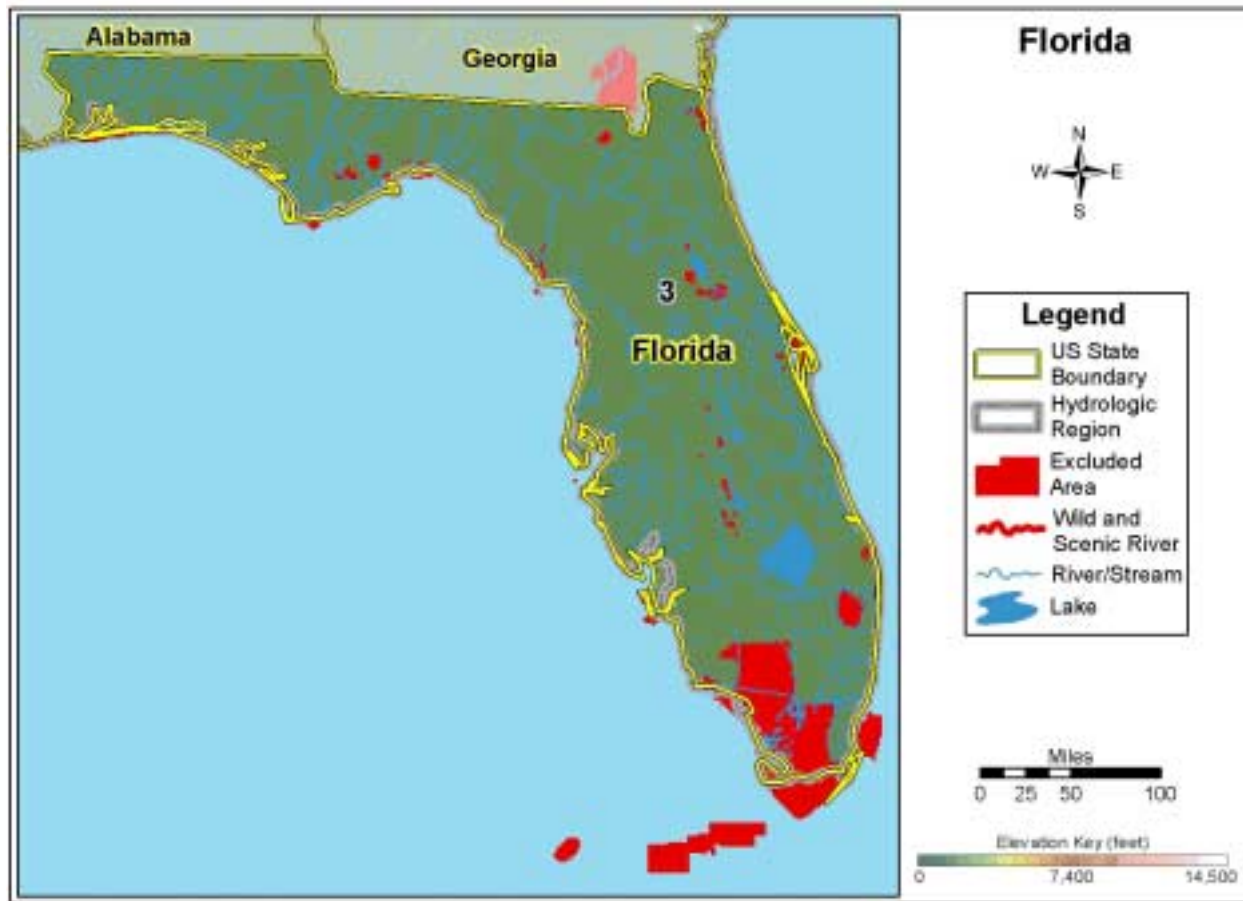 Alabama
Georgia
3
Florida
Florida
N
W
E
S
Legend
US State
Boundary
Hydrologic
Region
Excluded
Area
Wild and
Scenic River
River/Stream
Lake
Miles
0 25 50 100
Elevation Key (feet)
0 7,400 14,500